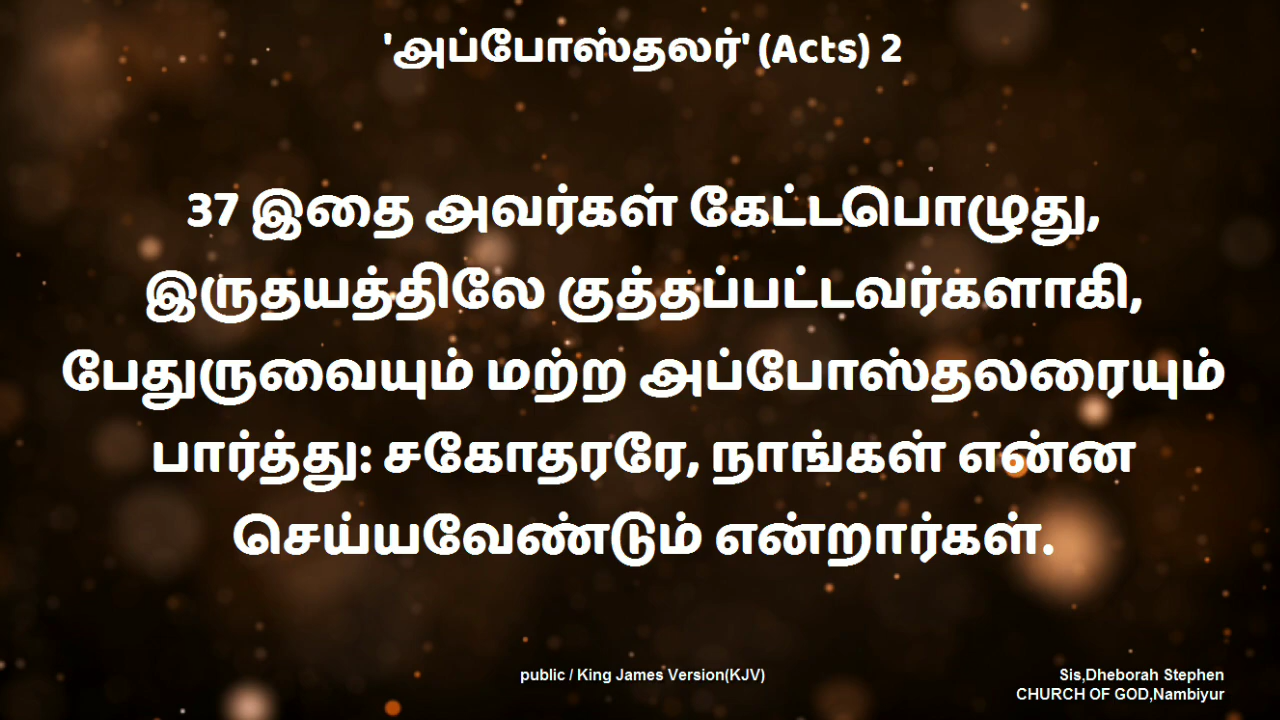 'அப்போஸ்தலர்' (Acts) 2
37 இதை அவர்கள் கேட்டபொழுது,
இருதயத்திலே குத்தப்பட்டவர்களாகி,
பேதுருவையும் மற்ற அப்போஸ்தலரையும்
பார்த்து: சகோதரரே, நாங்கள் என்ன
செய்யவேண்டும் என்றார்கள்.
public / King James Version(KJV)
Sis,Dheborah Stephen
CHURCH OF GOD,Nambiyur